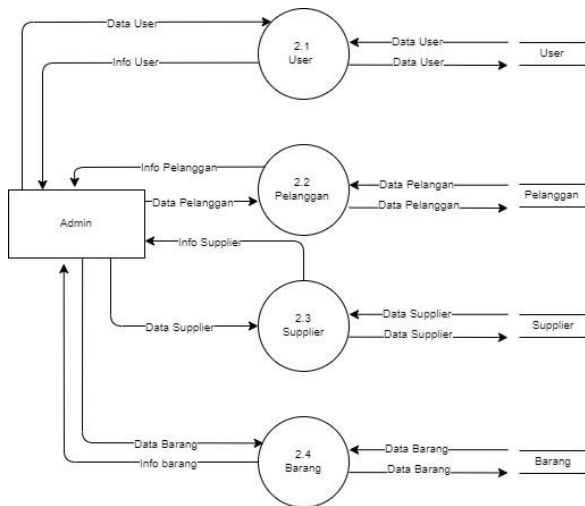 Data User
2.1
User
Data User
User
Info User
Data User
Info Pelanggan
2.2
Pelanggan
Data Pelangan
Pelanggan
Admin
Data Pelanggan
Data Pelanggan
Info Supplier
2.3
Supplier
Data Supplier
Supplier
Data Supplier
Data Supplier
Data Barang
2.4
Barang
Data Barang
Barang
Info barang
Data Barang